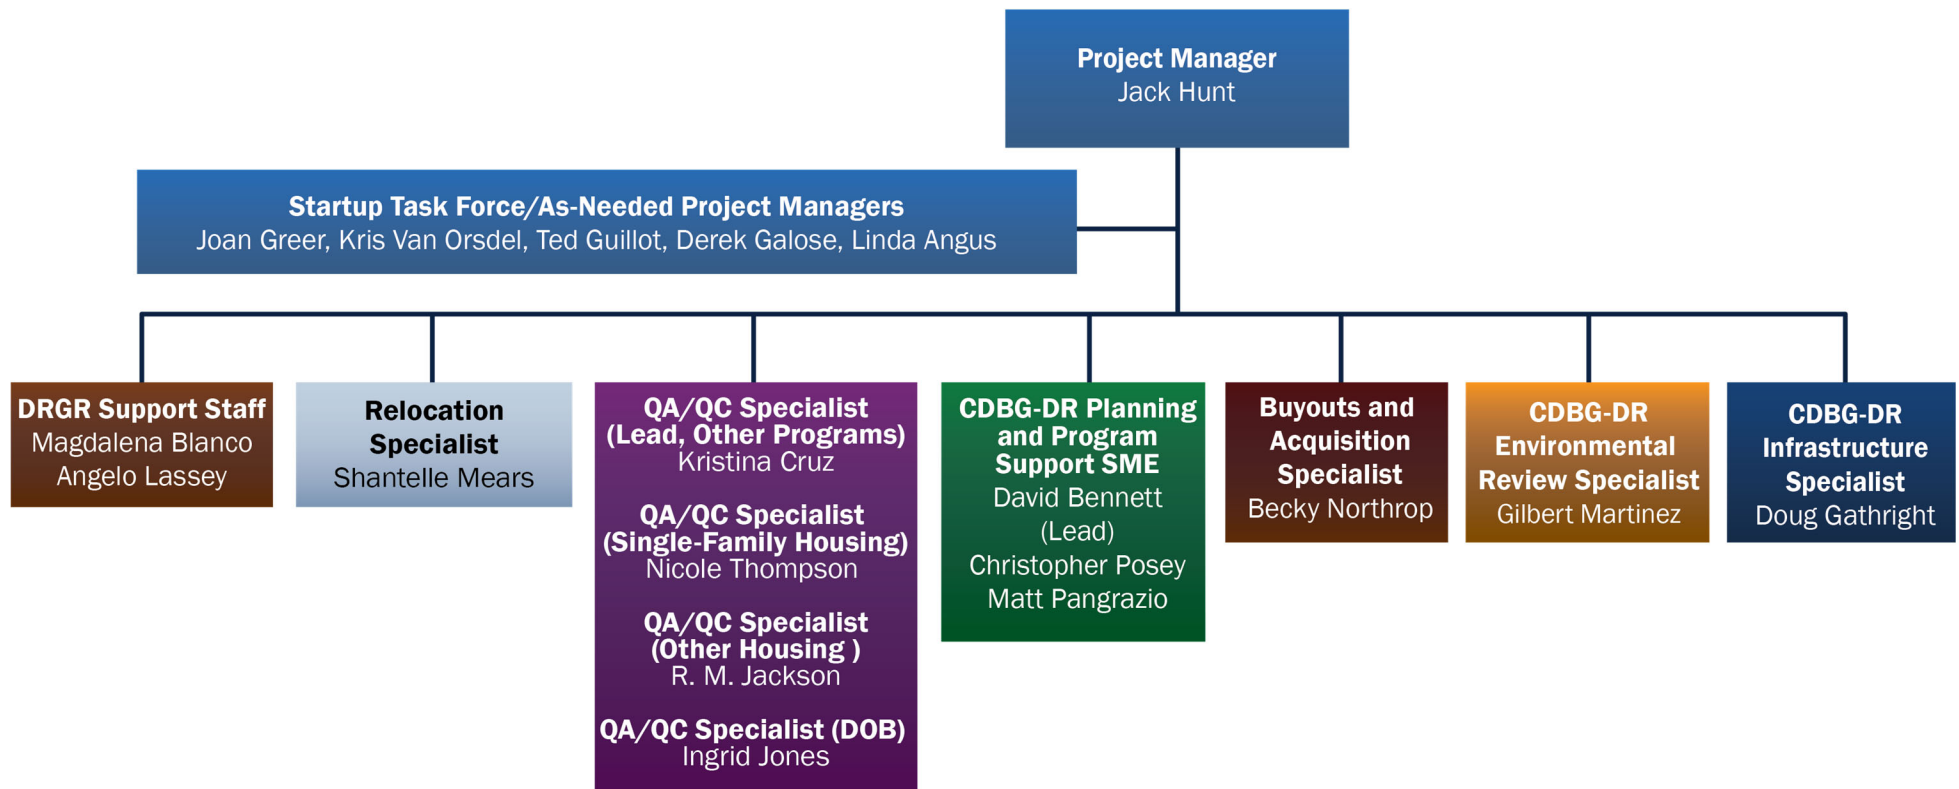 Project Manager
Jack Hunt
Startup Task Force/As-Needed Project Managers
Joan Greer, Kris Van Orsdel, Ted Guillot, Derek Galose, Linda Angus
DRGR Support Staff
Magdalena Blanco
Angelo Lassey
Relocation
Specialist
Shantelle Mears
QA/QC Specialist
(Lead, Other Programs)
Kristina Cruz
QA/QC Specialist
(Single-Family Housing)
Nicole Thompson
QA/QC Specialist
(Other Housing )
R. M. Jackson
QA/QC Specialist (DOB)
Ingrid Jones
CDBG-DR Planning
and Program
Support SME
David Bennett
(Lead)
Christopher Posey
Matt Pangrazio
Buyouts and
Acquisition
Specialist
Becky Northrop
CDBG-DR
Environmental
Review Specialist
Gilbert Martinez
CDBG-DR
Infrastructure
Specialist
Doug Gathright